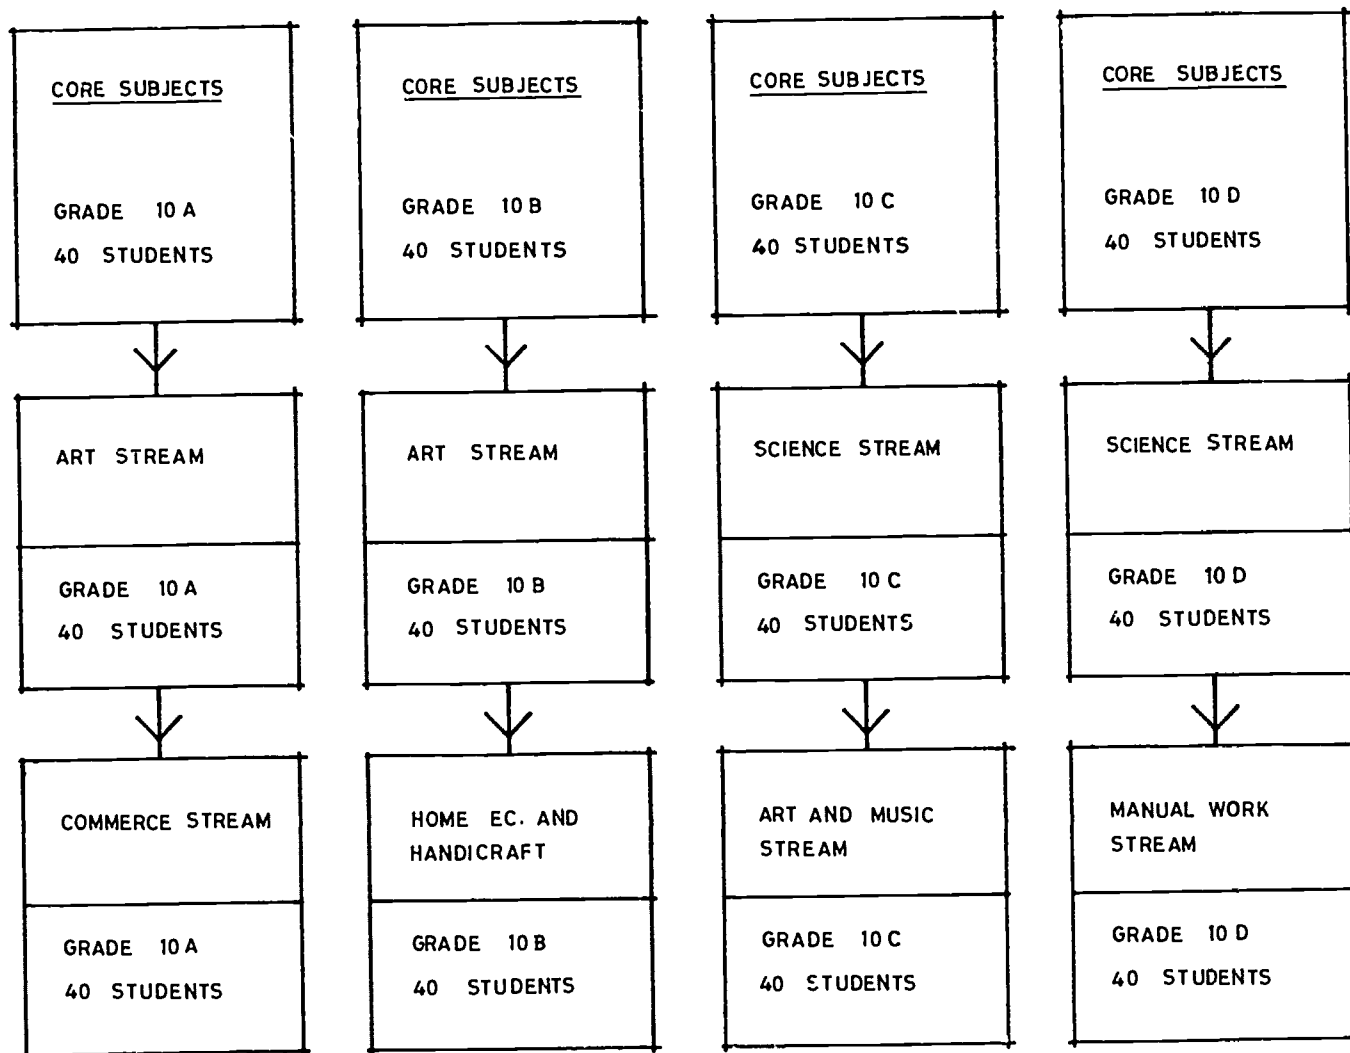 CORE SUBJECTS
GRADE 10 A
40 STUDENTS
CORE SUBJECTS
GRADE 10 B
40 STUDENTS
CORE SUBJECTS
GRADE 10 C
40 STUDENTS
CORE SUBJECTS
GRADE 10 D
40 STUDENTS
ART STREAM
GRADE 10 A
40 STUDENTS
ART STREAM
GRADE 10 B
40 STUDENTS
SCIENCE STREAM
GRADE 10 C
40 STUDENTS
SCIENCE STREAM
GRADE 10 D
40 STUDENTS
COMMERCE STREAM
GRADE 10 A
40 STUDENTS
HOME EC. AND
HANDICRAFT
GRADE 10 B
40 STUDENTS
ART AND MUSIC
STREAM
GRADE 10 C
40 STUDENTS
MANUAL WORK
STREAM
GRADE 10 D
40 STUDENTS